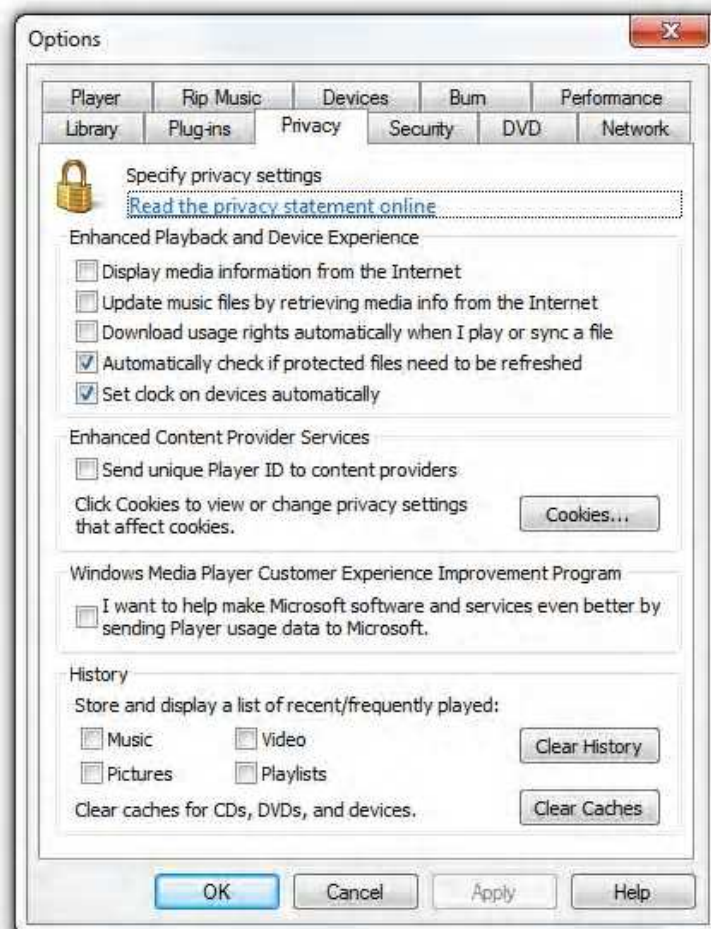 Options
Player Rip Music Devices Burn Performance
Library Plug-ins Privacy Security DVD Network
Specify privacy settings
Read the privacy statement online
Enhanced Playback and Device Experience
Display media information from the Internet
Update music files by retrieving media info from the Internet
Download usage rights automatically when I play or sync a file
Automatically check if protected files need to be refreshed
Set clock on devices automatically
Enhanced Content Provider Services
Send unique Player ID to content providers
Click Cookies to view or change privacy settings
that affect cookies.
Cookies...
Windows Media Player Customer Experience Improvement Program
I want to help make Microsoft software and services even better by
sending Player usage data to Microsoft.
History
Store and display a list of recent/frequently played:
Music Video
Clear History
Pictures Playlists
Clear caches for CDs, DVDs, and devices.
Clear Caches
OK Cancel Apply Help